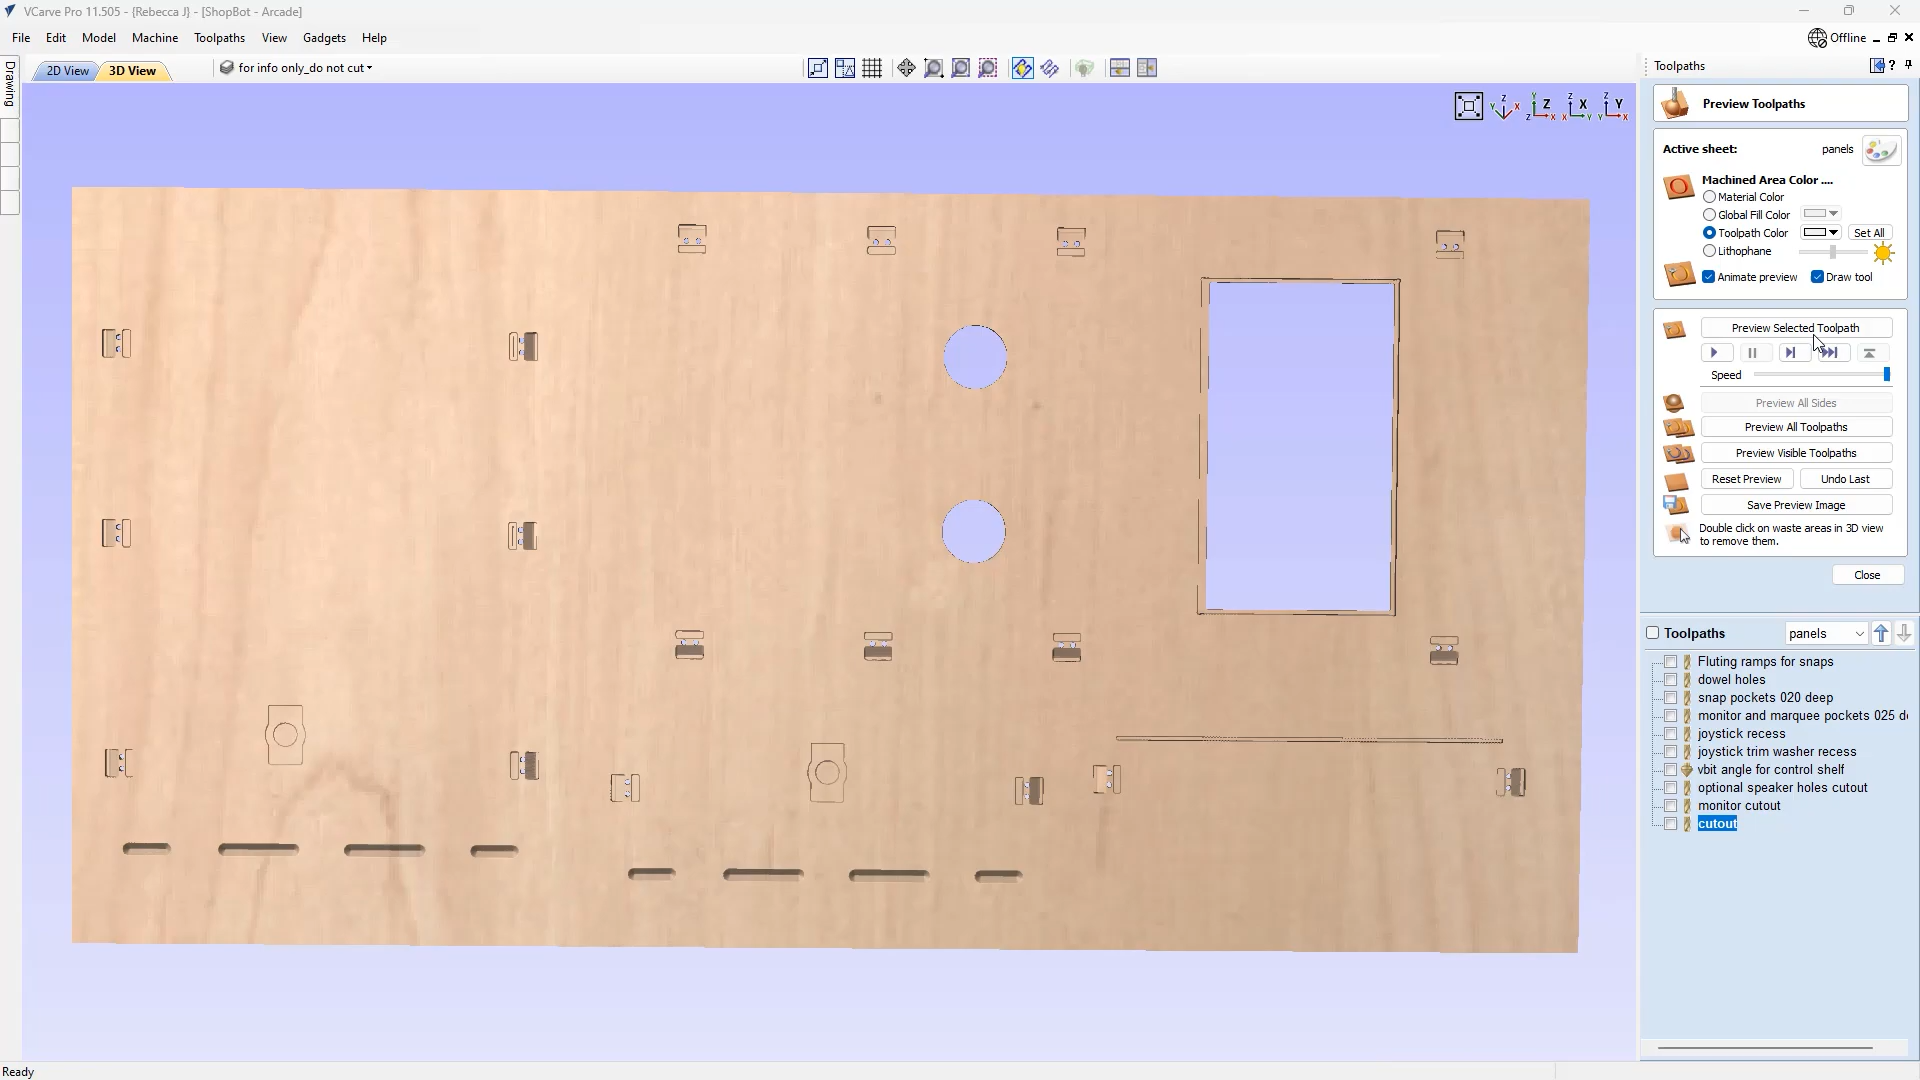 VCarve Pro 11.505 - {Rebecca J} - [ShopBot - Arcade]
File Edit Model Machine Toolpaths View Gadgets Help
Offline
Drawing
2D View 3D View for info only_do not cut
Toolpaths
Preview Toolpaths
Active sheet: panels
Machined Area Color ....
Material Color
Global Fill Color
Toolpath Color Set All
Lithophane
Animate preview Draw tool
Preview Selected Toolpath
Speed
Preview All Sides
Preview All Toolpaths
Preview Visible Toolpaths
Reset Preview Undo Last
Save Preview Image
Double click on waste areas in 3D view
to remove them.
Close
Toolpaths panels
Fluting ramps for snaps
dowel holes
snap pockets 020 deep
monitor and marquee pockets 025 d
joystick recess
joystick trim washer recess
vbit angle for control shelf
optional speaker holes cutout
monitor cutout
cutout
Ready